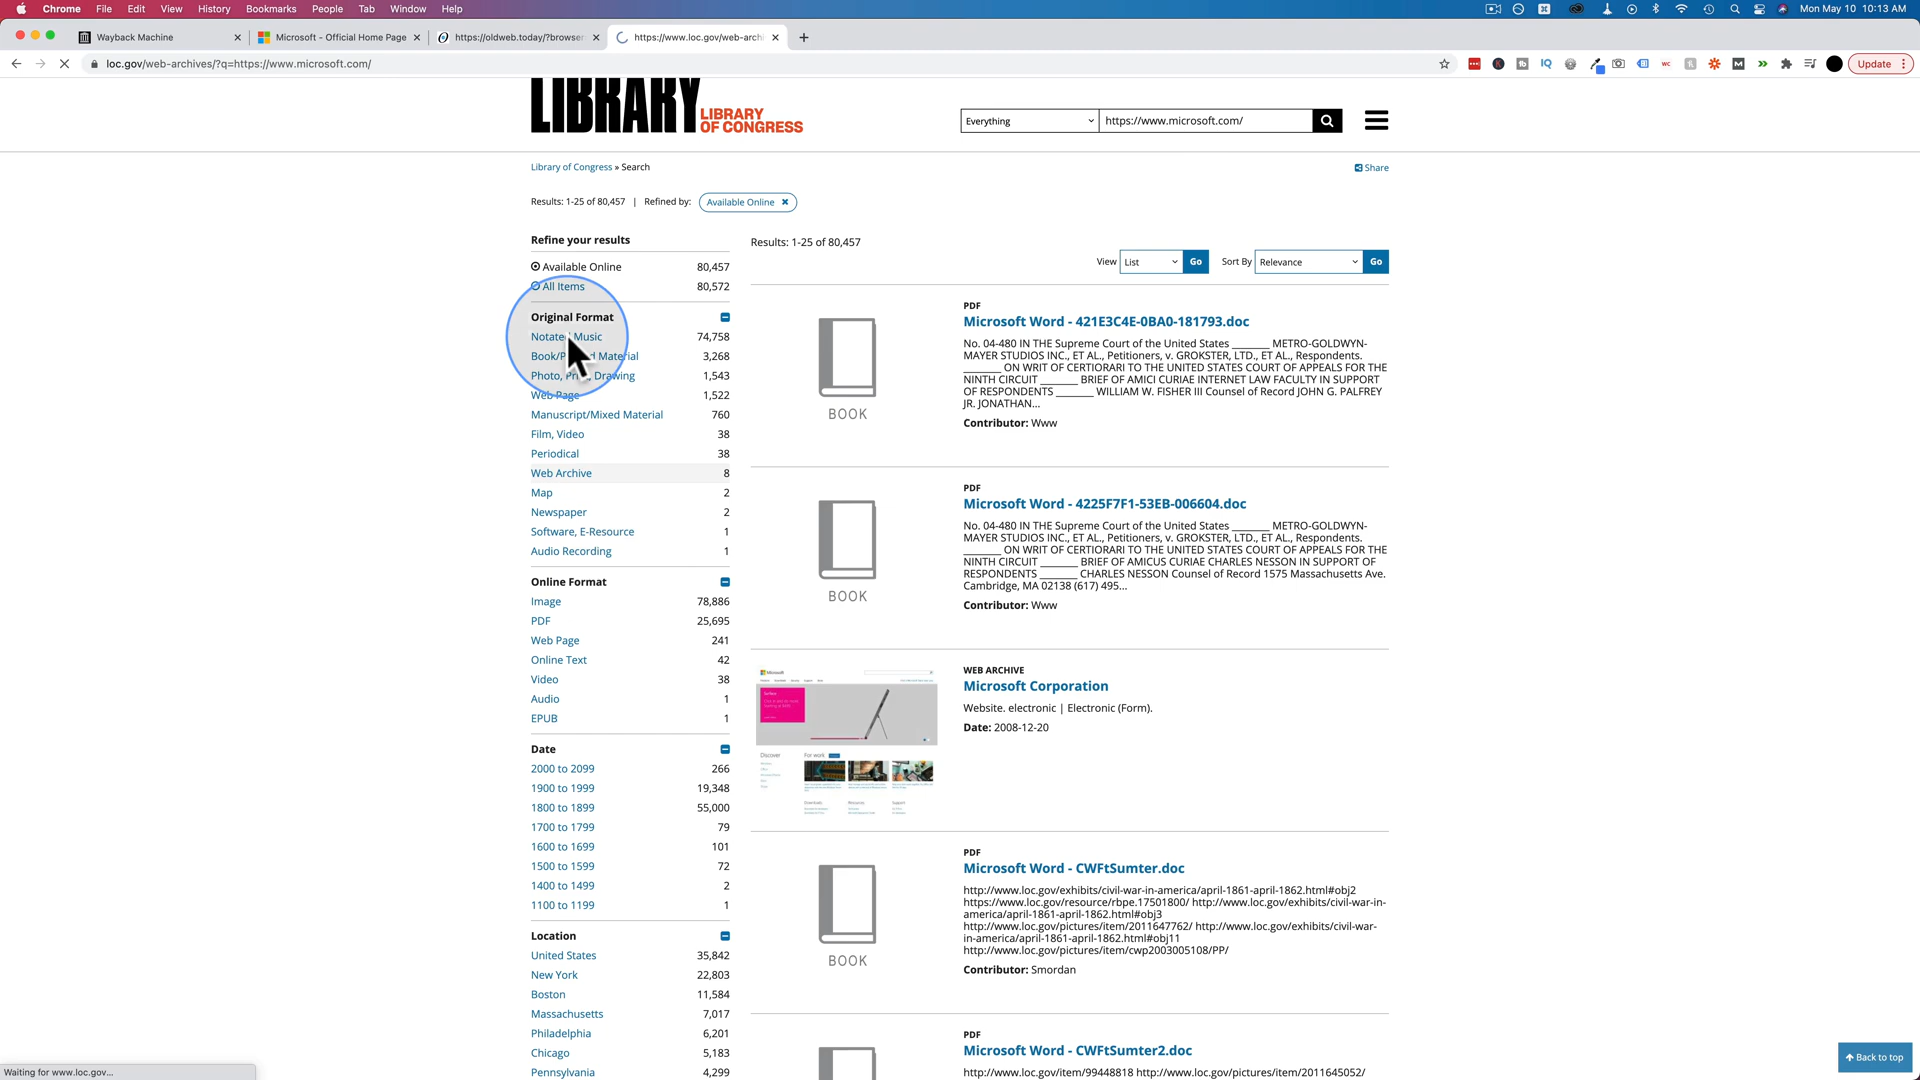 Chrome File Edit View History Bookmarks People Tab Window Help Mon May 10 10:13 AM
Wayback Machine Microsoft - Official Home Page https://oldweb.today/?browser https://www.loc.gov/web-archi
loc.gov/web-archives/?q=https://www.microsoft.com/ Update
LIBRARY LIBRARY OF CONGRESS
Everything https://www.microsoft.com/
Library of Congress » Search Share
Results: 1-25 of 80,457 | Refined by: Available Online
Refine your results
Available Online 80,457
All Items 80,572
Original Format
Notated Music 74,758
Book/Printed Material 3,268
Photo, Print, Drawing 1,543
Web Page 1,522
Manuscript/Mixed Material 760
Film, Video 38
Periodical 38
Web Archive 8
Map 2
Newspaper 2
Software, E-Resource 1
Audio Recording 1
Online Format
Image 78,886
PDF 25,695
Web Page 241
Online Text 42
Video 38
Audio 1
EPUB 1
Date
2000 to 2099 266
1900 to 1999 19,348
1800 to 1899 55,000
1700 to 1799 79
1600 to 1699 101
1500 to 1599 72
1400 to 1499 2
1100 to 1199 1
Location
United States 35,842
New York 22,803
Boston 11,584
Massachusetts 7,017
Philadelphia 6,201
Chicago 5,183
Pennsylvania 4,299
Results: 1-25 of 80,457
View List Go Sort By Relevance Go
PDF
Microsoft Word - 421E3C4E-0BA0-181793.doc
No. 04-480 IN THE Supreme Court of the United States ________ METRO-GOLDWYN-
MAYER STUDIOS INC., ET AL., Petitioners, v. GROKSTER, LTD., ET AL., Respondents.
________ ON WRIT OF CERTIORARI TO THE UNITED STATES COURT OF APPEALS FOR THE
NINTH CIRCUIT ________ BRIEF OF AMICI CURIAE INTERNET LAW FACULTY IN SUPPORT
OF RESPONDENTS ________ WILLIAM W. FISHER III Counsel of Record JOHN G. PALFREY
JR. JONATHAN...
Contributor: Www
BOOK
PDF
Microsoft Word - 4225F7F1-53EB-006604.doc
No. 04-480 IN THE Supreme Court of the United States ________ METRO-GOLDWYN-
MAYER STUDIOS INC., ET AL., Petitioners, v. GROKSTER, LTD., ET AL., Respondents.
________ ON WRIT OF CERTIORARI TO THE UNITED STATES COURT OF APPEALS FOR THE
NINTH CIRCUIT ________ BRIEF OF AMICUS CURIAE CHARLES NESSON IN SUPPORT OF
RESPONDENTS ________ CHARLES NESSON Counsel of Record 1575 Massachusetts Ave.
Cambridge, MA 02138 (617) 495...
Contributor: Www
BOOK
WEB ARCHIVE
Microsoft Corporation
Website. electronic | Electronic (Form).
Date: 2008-12-20
Microsoft
Discover For work
PDF
Microsoft Word - CWFtSumter.doc
http://www.loc.gov/exhibits/civil-war-in-america/april-1861-april-1862.html#obj2
https://www.loc.gov/resource/rbpe.17501800/ http://www.loc.gov/exhibits/civil-war-in-
america/april-1861-april-1862.html#obj3
http://www.loc.gov/pictures/item/2011647762/ http://www.loc.gov/exhibits/civil-war-
in-america/april-1861-april-1862.html#obj11
http://www.loc.gov/pictures/item/cwp2003005108/PP/
Contributor: Smordan
BOOK
PDF
Microsoft Word - CWFtSumter2.doc
http://www.loc.gov/item/99448818 http://www.loc.gov/pictures/item/2011645052/
Back to top
Waiting for www.loc.gov...